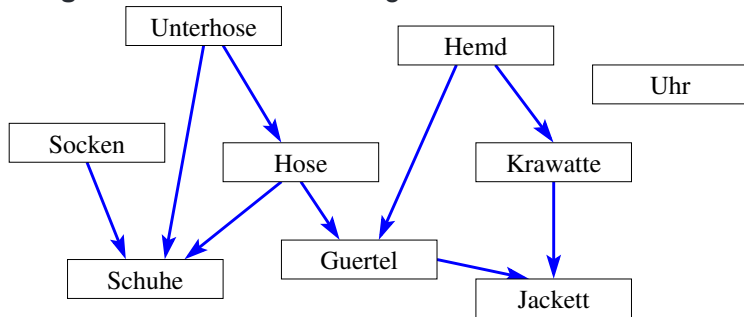 Unterhose
Hemd
Uhr
Socken
Hose
Krawatte
Guertel
Schuhe
Jackett